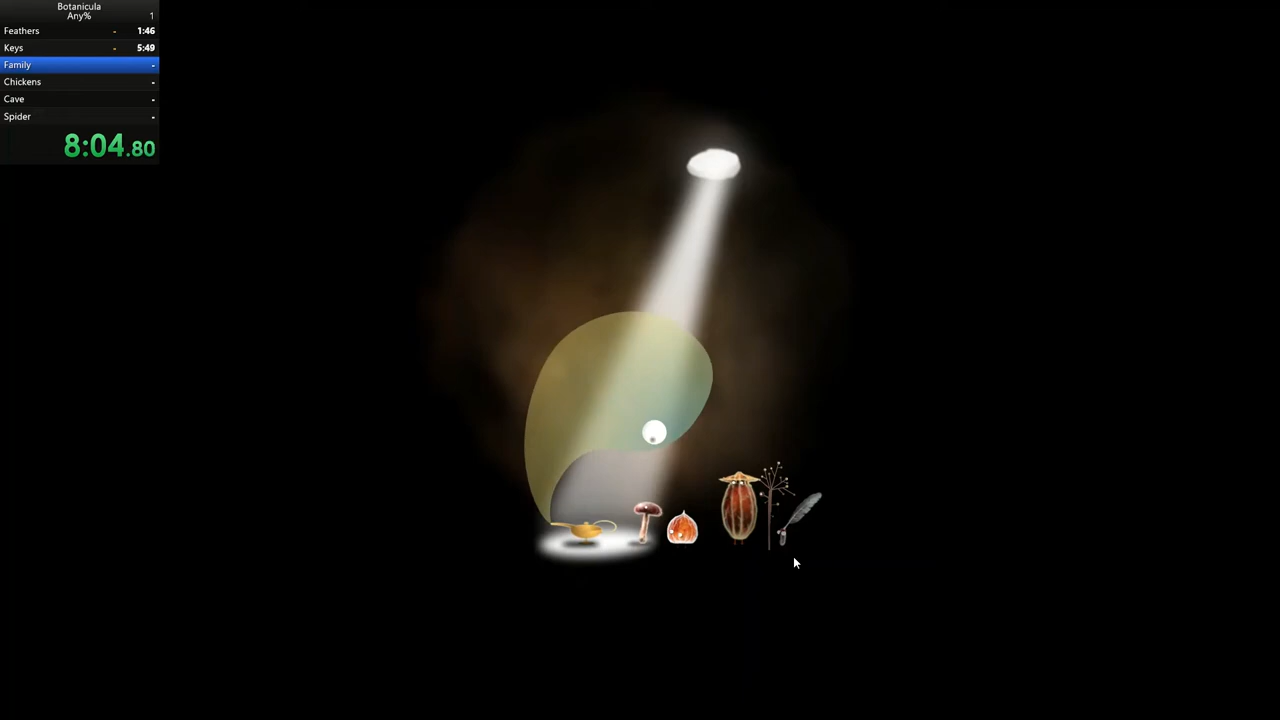 Botanicula
Any% 1
Feathers - 1:46
Keys - 5:49
Family -
Chickens -
Cave -
Spider -
8:04.80